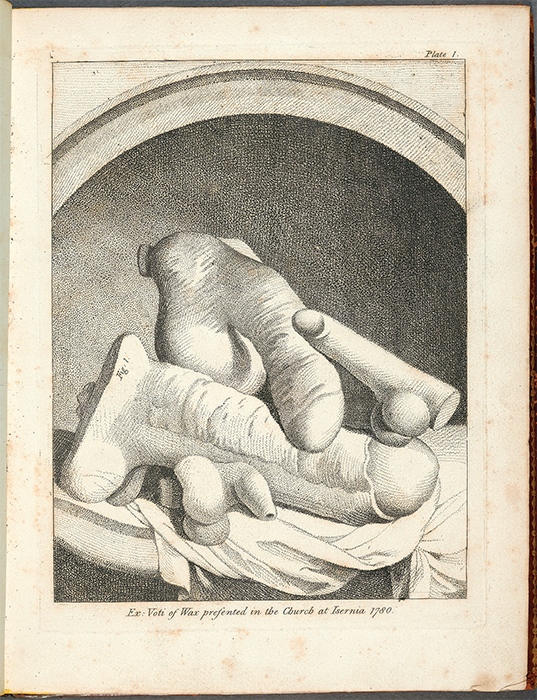 Plate 1.
Fig. 1.
Ex: Voti of Wax preſented in the Church at Isernia 1780.